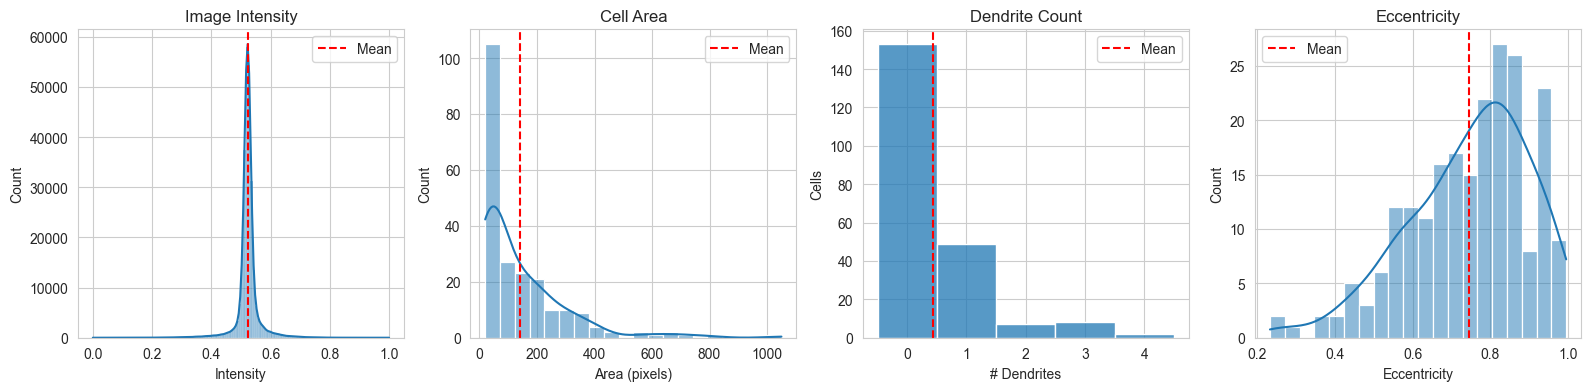 Image Intensity
Mean
60000
50000
40000
30000
20000
10000
0
Count
0.0 0.2 0.4 0.6 0.8 1.0
Intensity
Cell Area
Mean
100
80
60
40
20
0
Count
0 200 400 600 800 1000
Area (pixels)
Dendrite Count
Mean
160
140
120
100
80
60
40
20
0
Cells
0 1 2 3 4
# Dendrites
Eccentricity
Mean
25
20
15
10
5
0
Count
0.2 0.4 0.6 0.8 1.0
Eccentricity